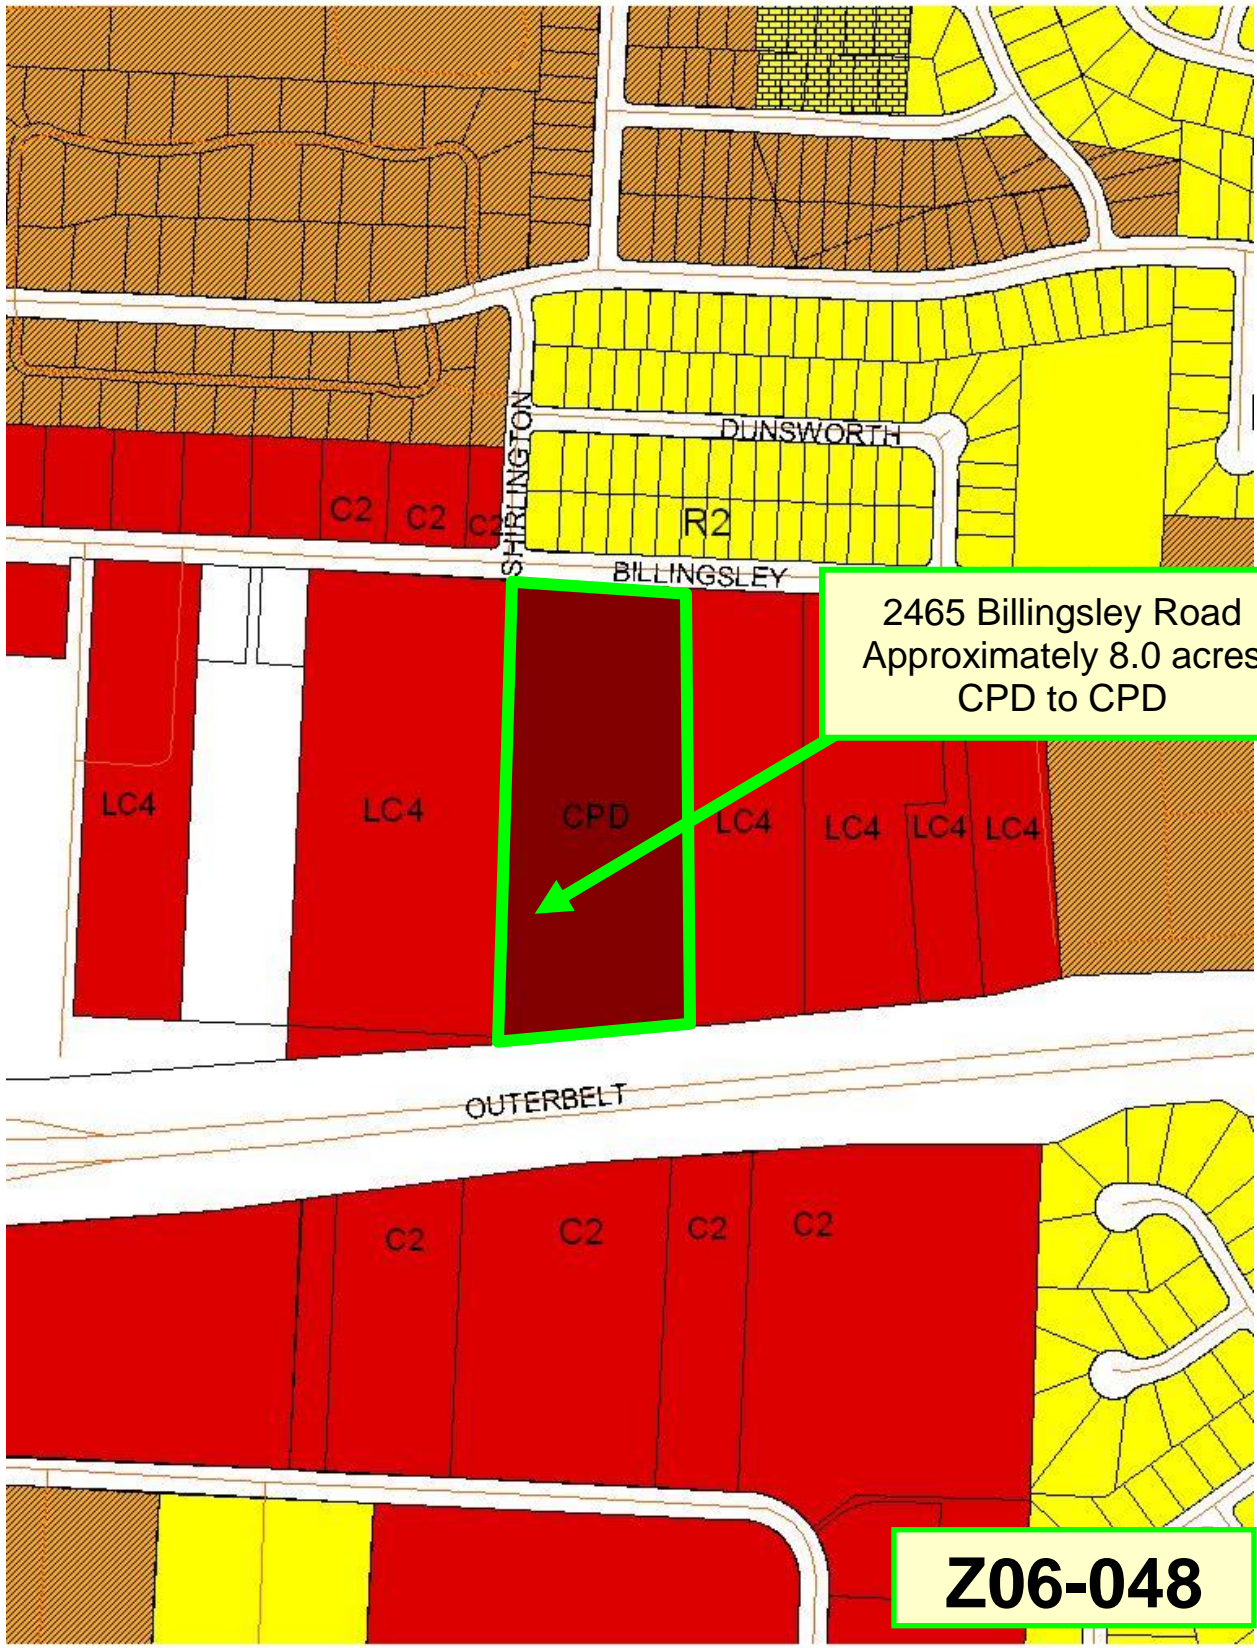 SHIRLINGTON
DUNSWORTH
C2
C2
C2
R2
BILLINGSLEY
2465 Billingsley Road
Approximately 8.0 acres
CPD to CPD
LC4
LC4
CPD
LC4
LC4
LC4
LC4
OUTERBELT
C2
C2
C2
C2
Z06-048